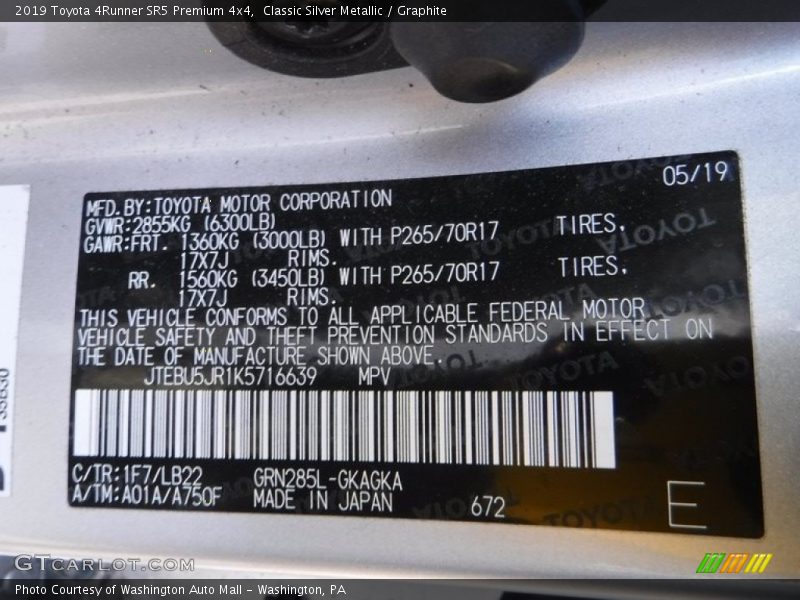 2019 Toyota 4Runner SR5 Premium 4x4,  Classic Silver Metallic / Graphite
05/19
MFD.BY:TOYOTA MOTOR CORPORATION
GVWR:2855KG (6300LB)
GAWR:FRT. 1360KG (3000LB) WITH P265/70R17 TIRES,
17X7J RIMS.
RR. 1560KG (3450LB) WITH P265/70R17 TIRES,
17X7J RIMS.
THIS VEHICLE CONFORMS TO ALL APPLICABLE FEDERAL MOTOR
VEHICLE SAFETY AND THEFT PREVENTION STANDARDS IN EFFECT ON
THE DATE OF MANUFACTURE SHOWN ABOVE.
JTEBU5JR1K5716639 MPV
C/TR:1F7/LB22 GRN285L-GKAGKA
A/TM:A01A/A750F MADE IN JAPAN 672
E
GTCarLot.com
Photo Courtesy of Washington Auto Mall - Washington, PA